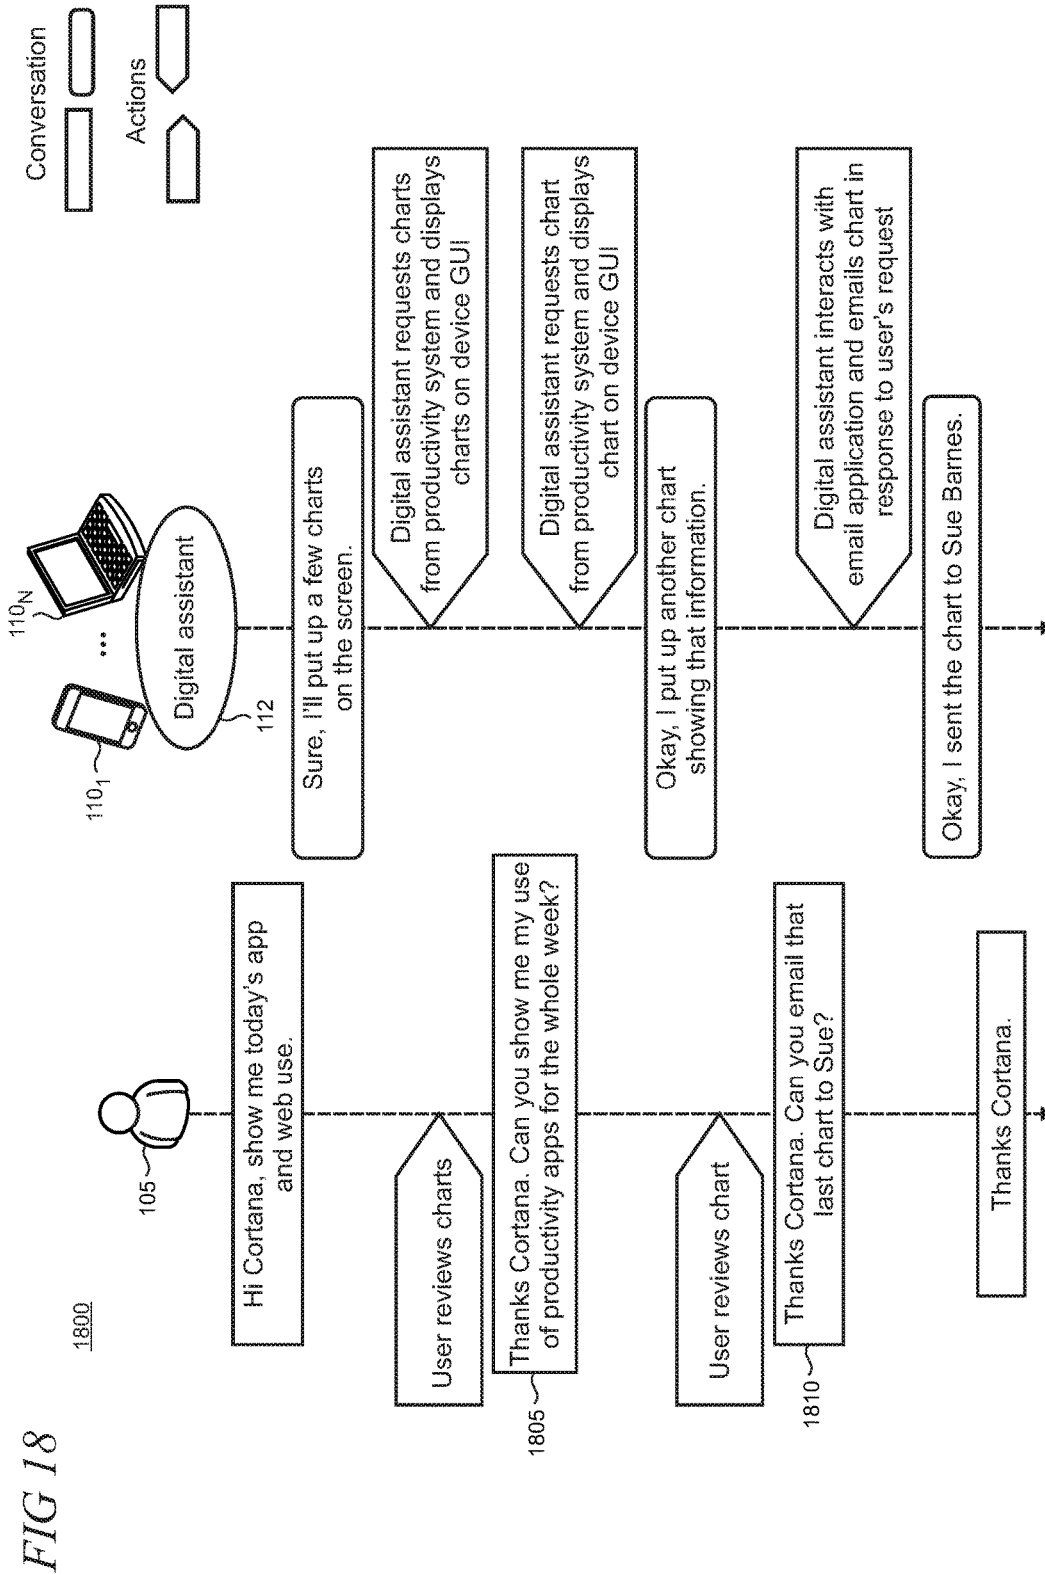 FIG 18
1800
Conversation
Actions
105
110₁
...
110N
Digital assistant
112
Hi Cortana, show me today's app
and web use.
Sure, I'll put up a few charts
on the screen.
Digital assistant requests charts
from productivity system and displays
charts on device GUI
User reviews charts
1805
Thanks Cortana. Can you show me my use
of productivity apps for the whole week?
Digital assistant requests chart
from productivity system and displays
chart on device GUI
Okay, I put up another chart
showing that information.
User reviews chart
1810
Thanks Cortana. Can you email that
last chart to Sue?
Digital assistant interacts with
email application and emails chart in
response to user's request
Okay, I sent the chart to Sue Barnes.
Thanks Cortana.